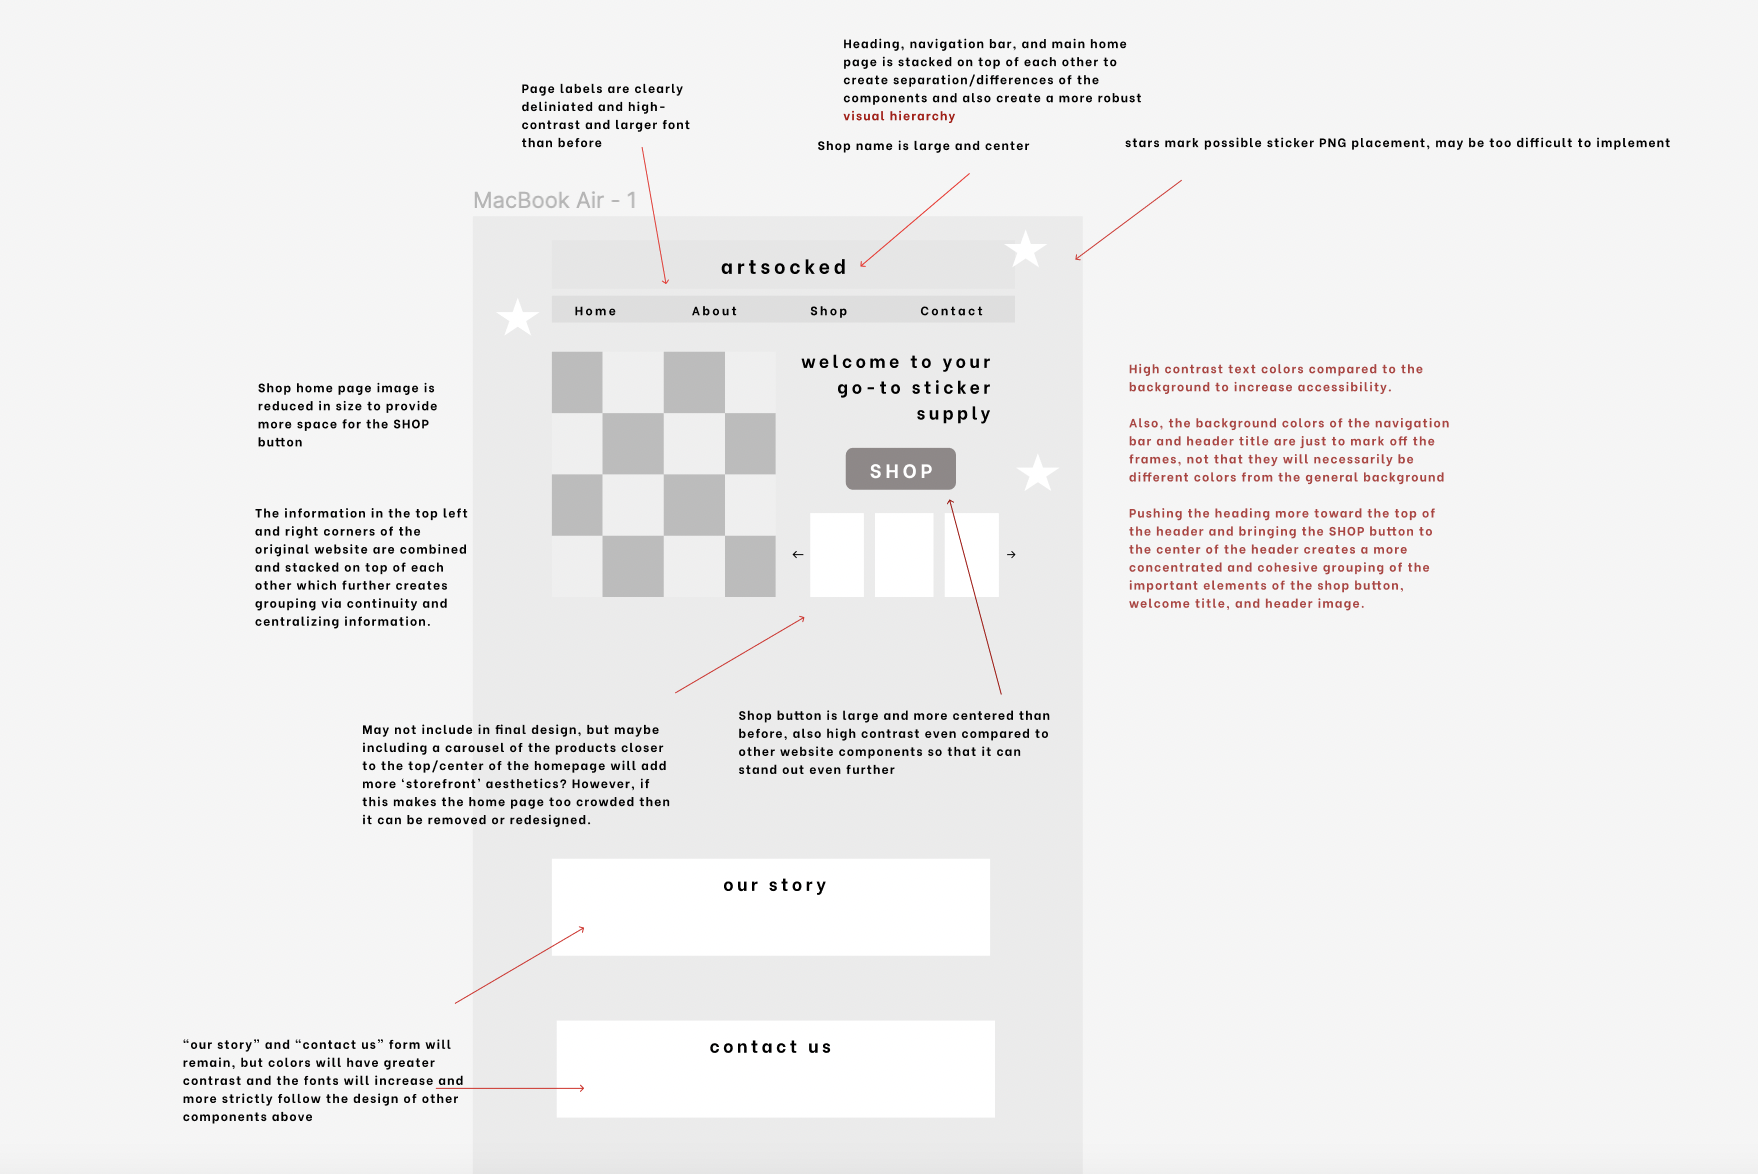 Heading, navigation bar, and main home
page is stacked on top of each other to
create separation/differences of the
components and also create a more robust
visual hierarchy
Page labels are clearly
deliniated and high-
contrast and larger font
than before
Shop name is large and center
stars mark possible sticker PNG placement, may be too difficult to implement
MacBook Air - 1
artsocked
Home About Shop Contact
welcome to your
go-to sticker
supply
SHOP
← →
Shop home page image is
reduced in size to provide
more space for the SHOP
button
The information in the top left
and right corners of the
original website are combined
and stacked on top of each
other which further creates
grouping via continuity and
centralizing information.
High contrast text colors compared to the
background to increase accessibility.
Also, the background colors of the navigation
bar and header title are just to mark off the
frames, not that they will necessarily be
different colors from the general background
Pushing the heading more toward the top of
the header and bringing the SHOP button to
the center of the header creates a more
concentrated and cohesive grouping of the
important elements of the shop button,
welcome title, and header image.
May not include in final design, but maybe
including a carousel of the products closer
to the top/center of the homepage will add
more ‘storefront’ aesthetics? However, if
this makes the home page too crowded then
it can be removed or redesigned.
Shop button is large and more centered than
before, also high contrast even compared to
other website components so that it can
stand out even further
our story
contact us
“our story” and “contact us” form will
remain, but colors will have greater
contrast and the fonts will increase and
more strictly follow the design of other
components above